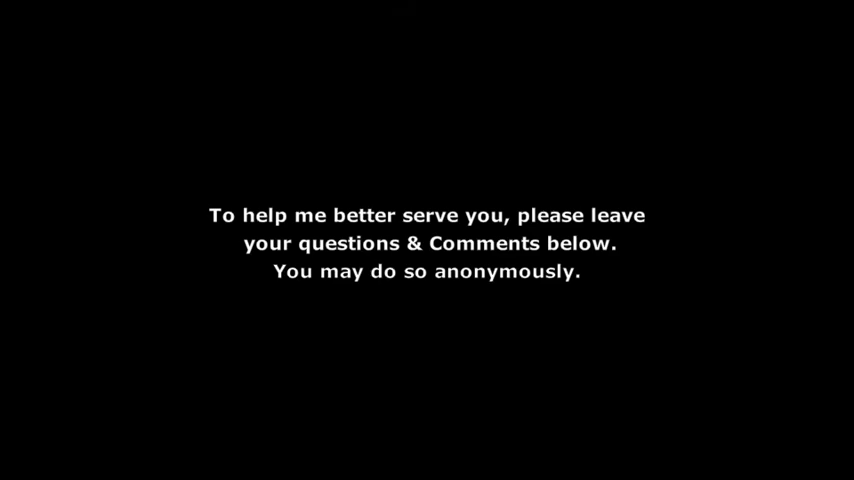 To help me better serve you, please leave
your questions & Comments below.
You may do so anonymously.